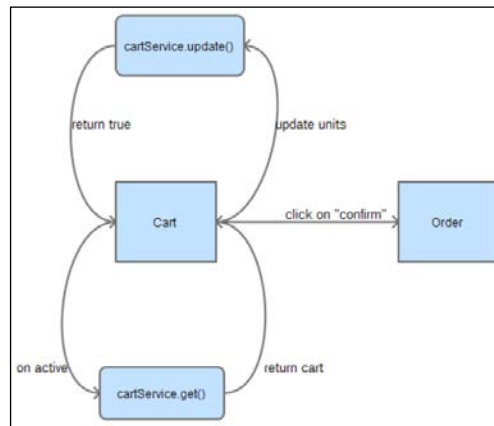 cartService.update()
return true
update units
Cart
click on "confirm"
Order
on active
return cart
cartService.get()